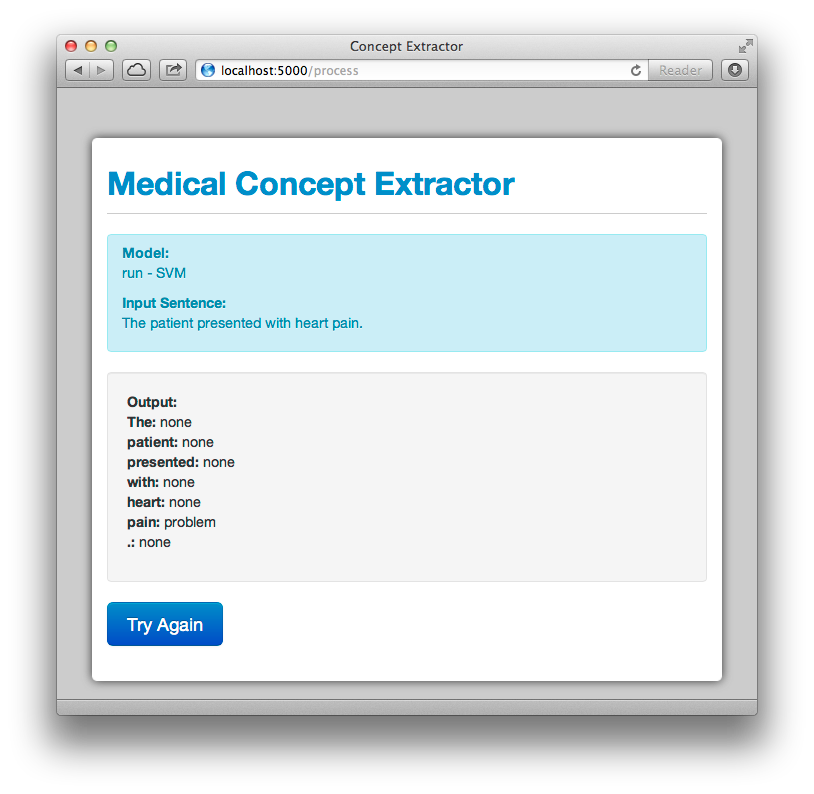 Concept Extractor
localhost:5000/process
Reader
Medical Concept Extractor
Model:
run - SVM
Input Sentence:
The patient presented with heart pain.
Output:
The: none
patient: none
presented: none
with: none
heart: none
pain: problem
.: none
Try Again